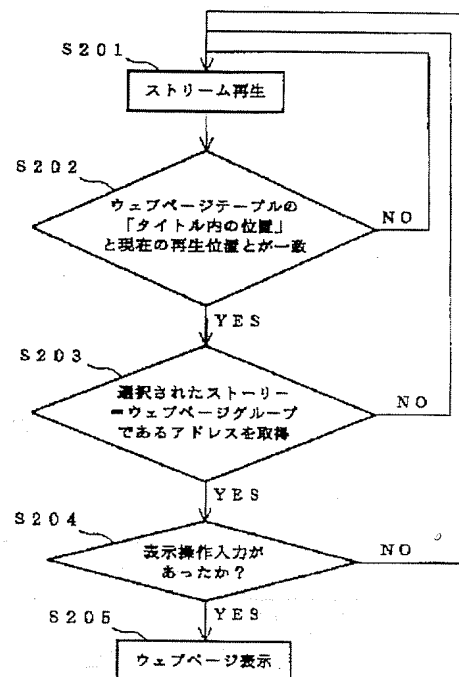 S201
ストリーム再生
S202
ウェブページテーブルの
「タイトル内の位置」
と現在の再生位置とが一致
NO
YES
S203
選択されたストーリー
=ウェブページグループ
であるアドレスを取得
NO
YES
S204
表示操作入力が
あったか?
NO
YES
S205
ウェブページ表示